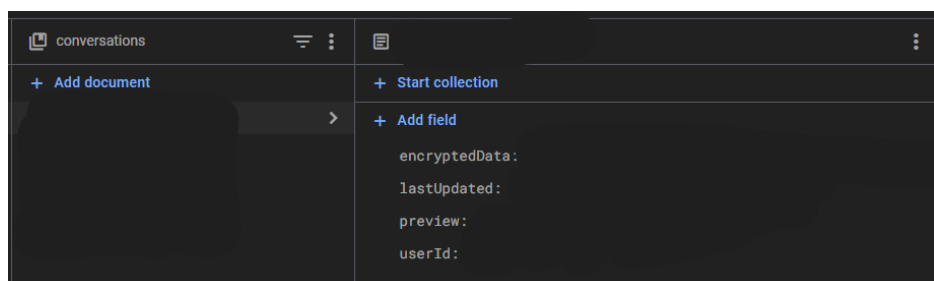 conversations
+ Add document
+ Start collection
+ Add field
encryptedData:
lastUpdated:
preview:
userId: